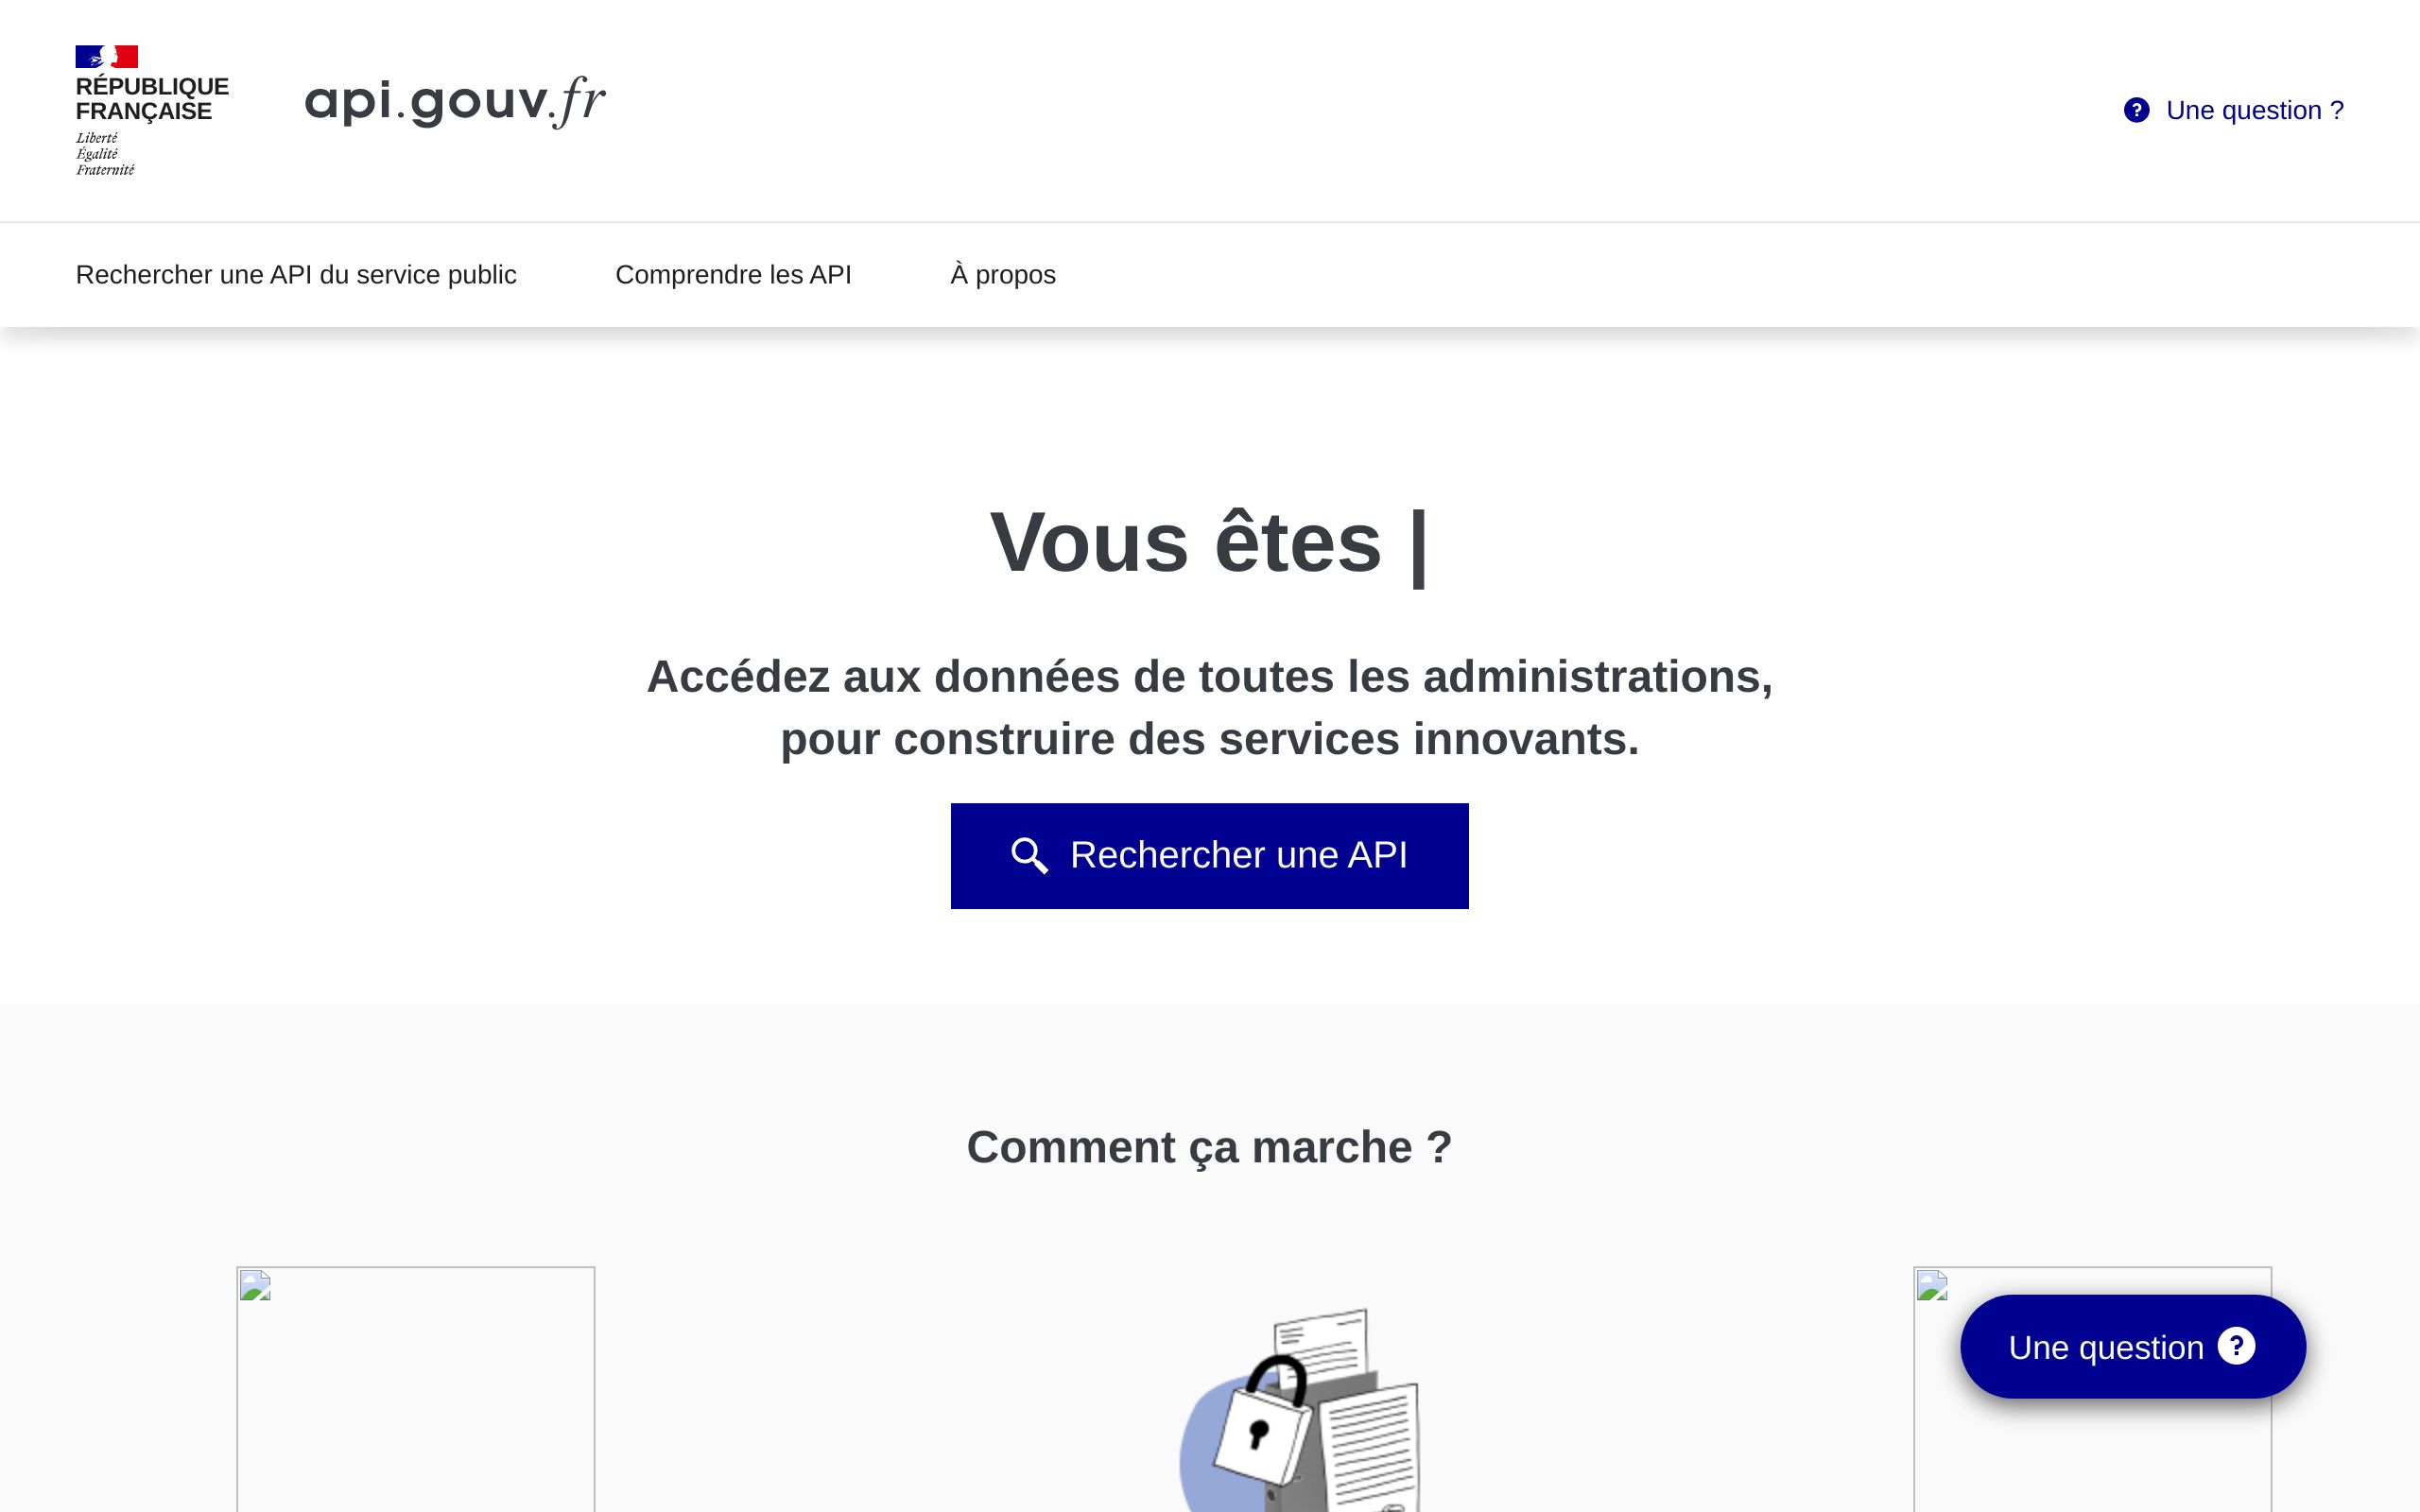 RÉPUBLIQUE
FRANÇAISE
Liberté
Égalité
Fraternité
api.gouv.fr
Une question ?
Rechercher une API du service public
Comprendre les API
À propos
Vous êtes |
Accédez aux données de toutes les administrations,
pour construire des services innovants.
Rechercher une API
Comment ça marche ?
Une question ?